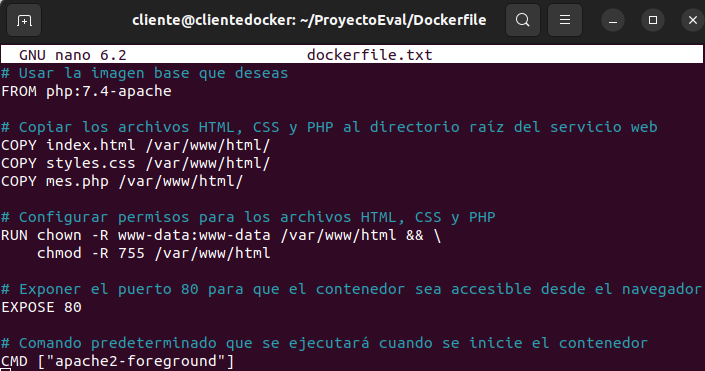 cliente@clientedocker: ~/ProyectoEval/Dockerfile
GNU nano 6.2 dockerfile.txt
# Usar la imagen base que deseas
FROM php:7.4-apache
# Copiar los archivos HTML, CSS y PHP al directorio raíz del servicio web
COPY index.html /var/www/html/
COPY styles.css /var/www/html/
COPY mes.php /var/www/html/
# Configurar permisos para los archivos HTML, CSS y PHP
RUN chown -R www-data:www-data /var/www/html && \
    chmod -R 755 /var/www/html
# Exponer el puerto 80 para que el contenedor sea accesible desde el navegador
EXPOSE 80
# Comando predeterminado que se ejecutará cuando se inicie el contenedor
CMD ["apache2-foreground"]